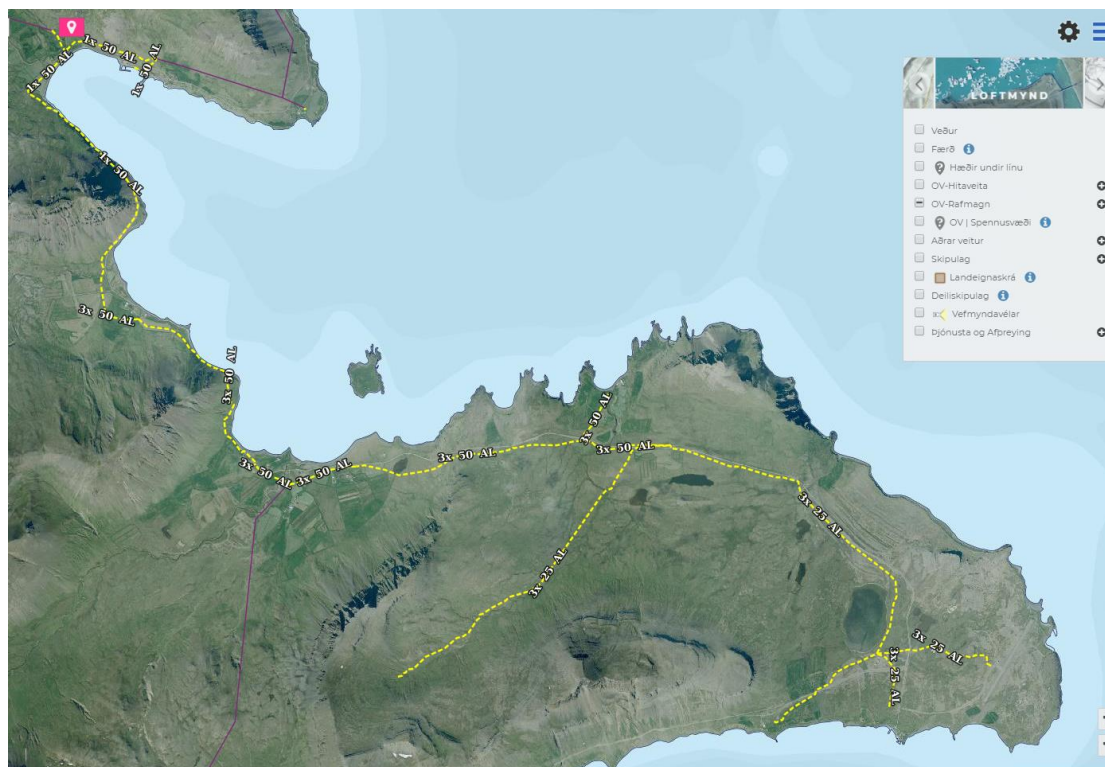 1x 50 AL
1x 50 AL
1x 50 AL
1x 50 AL
3x 50 AL
3x 50 AL
3x 50 AL
3x 50 AL
3x 50 AL
3x 50 AL
3x 50 AL
3x 25 AL
3x 25 AL
3x 25 AL
3x 25 AL
LOFTMYND
Veður
Færð
Hæðir undir línu
OV-Hitaveita
OV-Rafmagn
OV | Spennusvæði
Aðrar veitur
Skipulag
Landeignaskrá
Deiliskipulag
Vefmyndavélar
Þjónusta og Afþreying